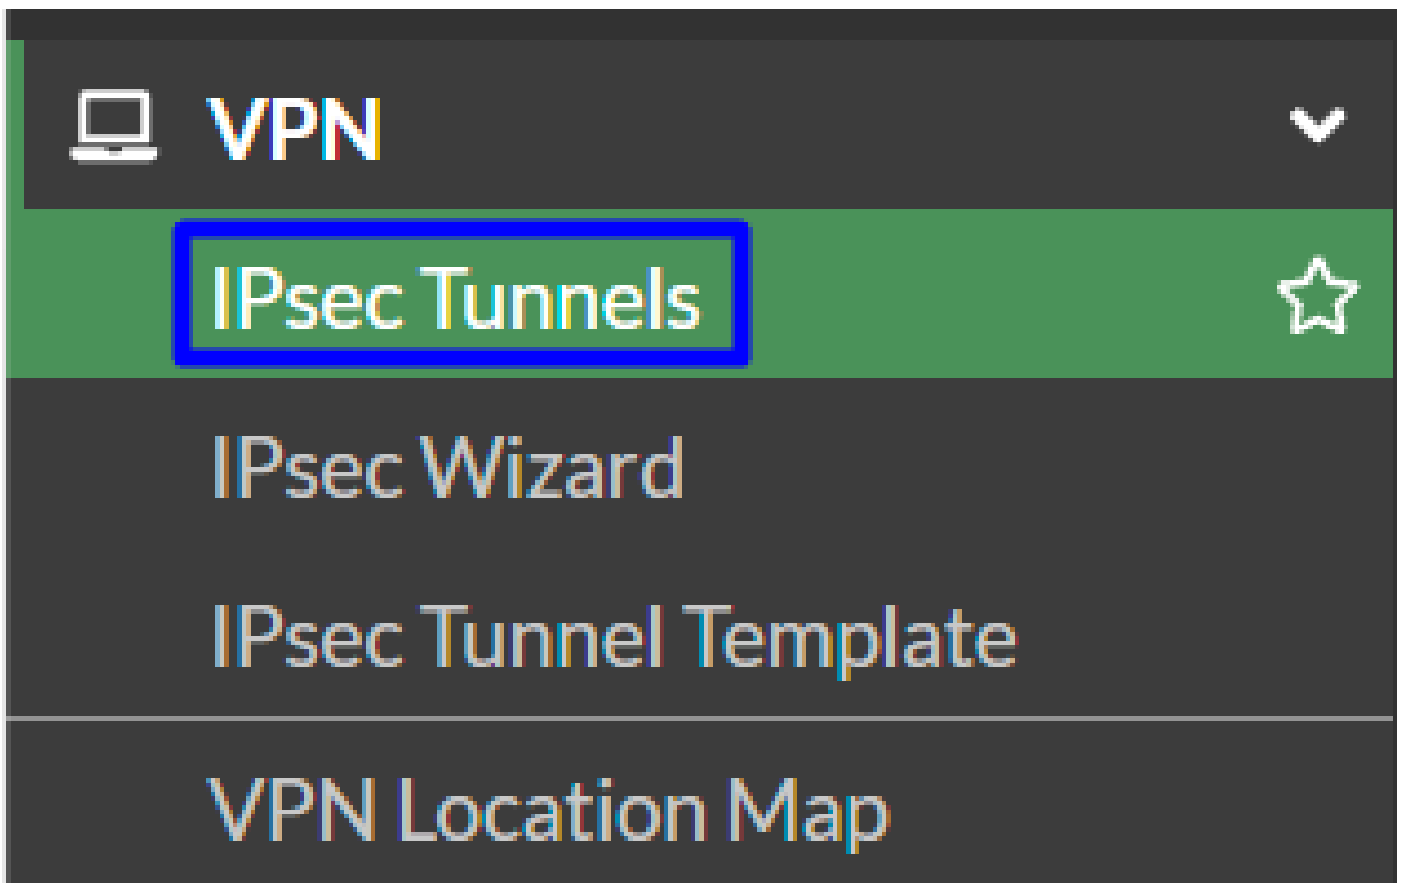 VPN
IPsec Tunnels
IPsec Wizard
IPsec Tunnel Template
VPN Location Map